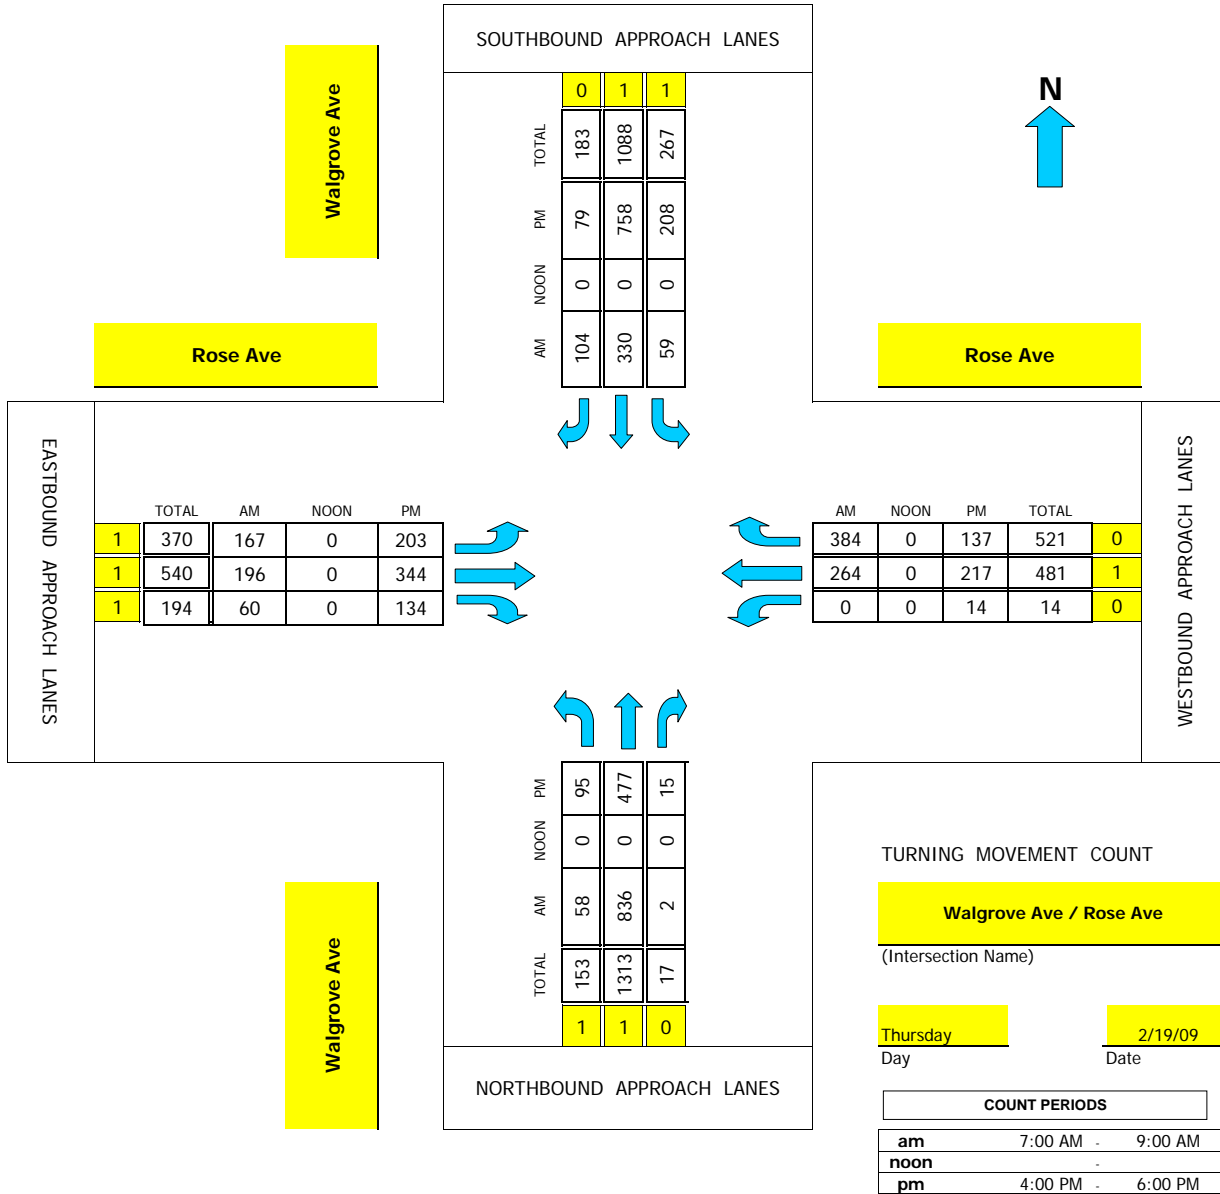 SOUTHBOUND APPROACH LANES
0 1 1
TOTAL 183 1088 267
PM 79 758 208
NOON 0 0 0
AM 104 330 59
N
Walgrove Ave
Rose Ave
Rose Ave
EASTBOUND APPROACH LANES
TOTAL AM NOON PM
1 370 167 0 203
1 540 196 0 344
1 194 60 0 134
AM NOON PM TOTAL
384 0 137 521 0
264 0 217 481 1
0 0 14 14 0
WESTBOUND APPROACH LANES
PM 95 477 15
NOON 0 0 0
AM 58 836 2
TOTAL 153 1313 17
1 1 0
NORTHBOUND APPROACH LANES
Walgrove Ave
TURNING MOVEMENT COUNT
Walgrove Ave / Rose Ave
(Intersection Name)
Thursday 2/19/09
Day Date
COUNT PERIODS
am 7:00 AM - 9:00 AM
noon -
pm 4:00 PM - 6:00 PM